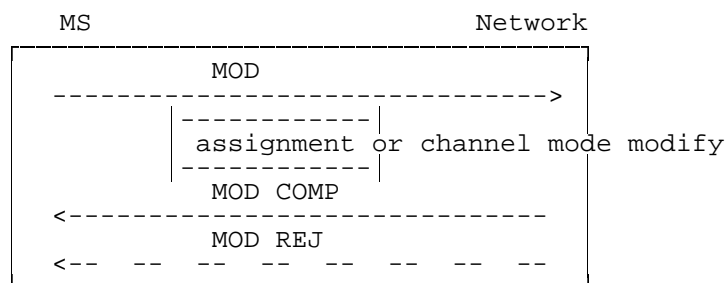 MS Network
MOD
------------------------------->
|------------|
assignment or channel mode modify
|------------|
MOD COMP
<------------------------------
MOD REJ
<-- -- -- -- -- -- -- --